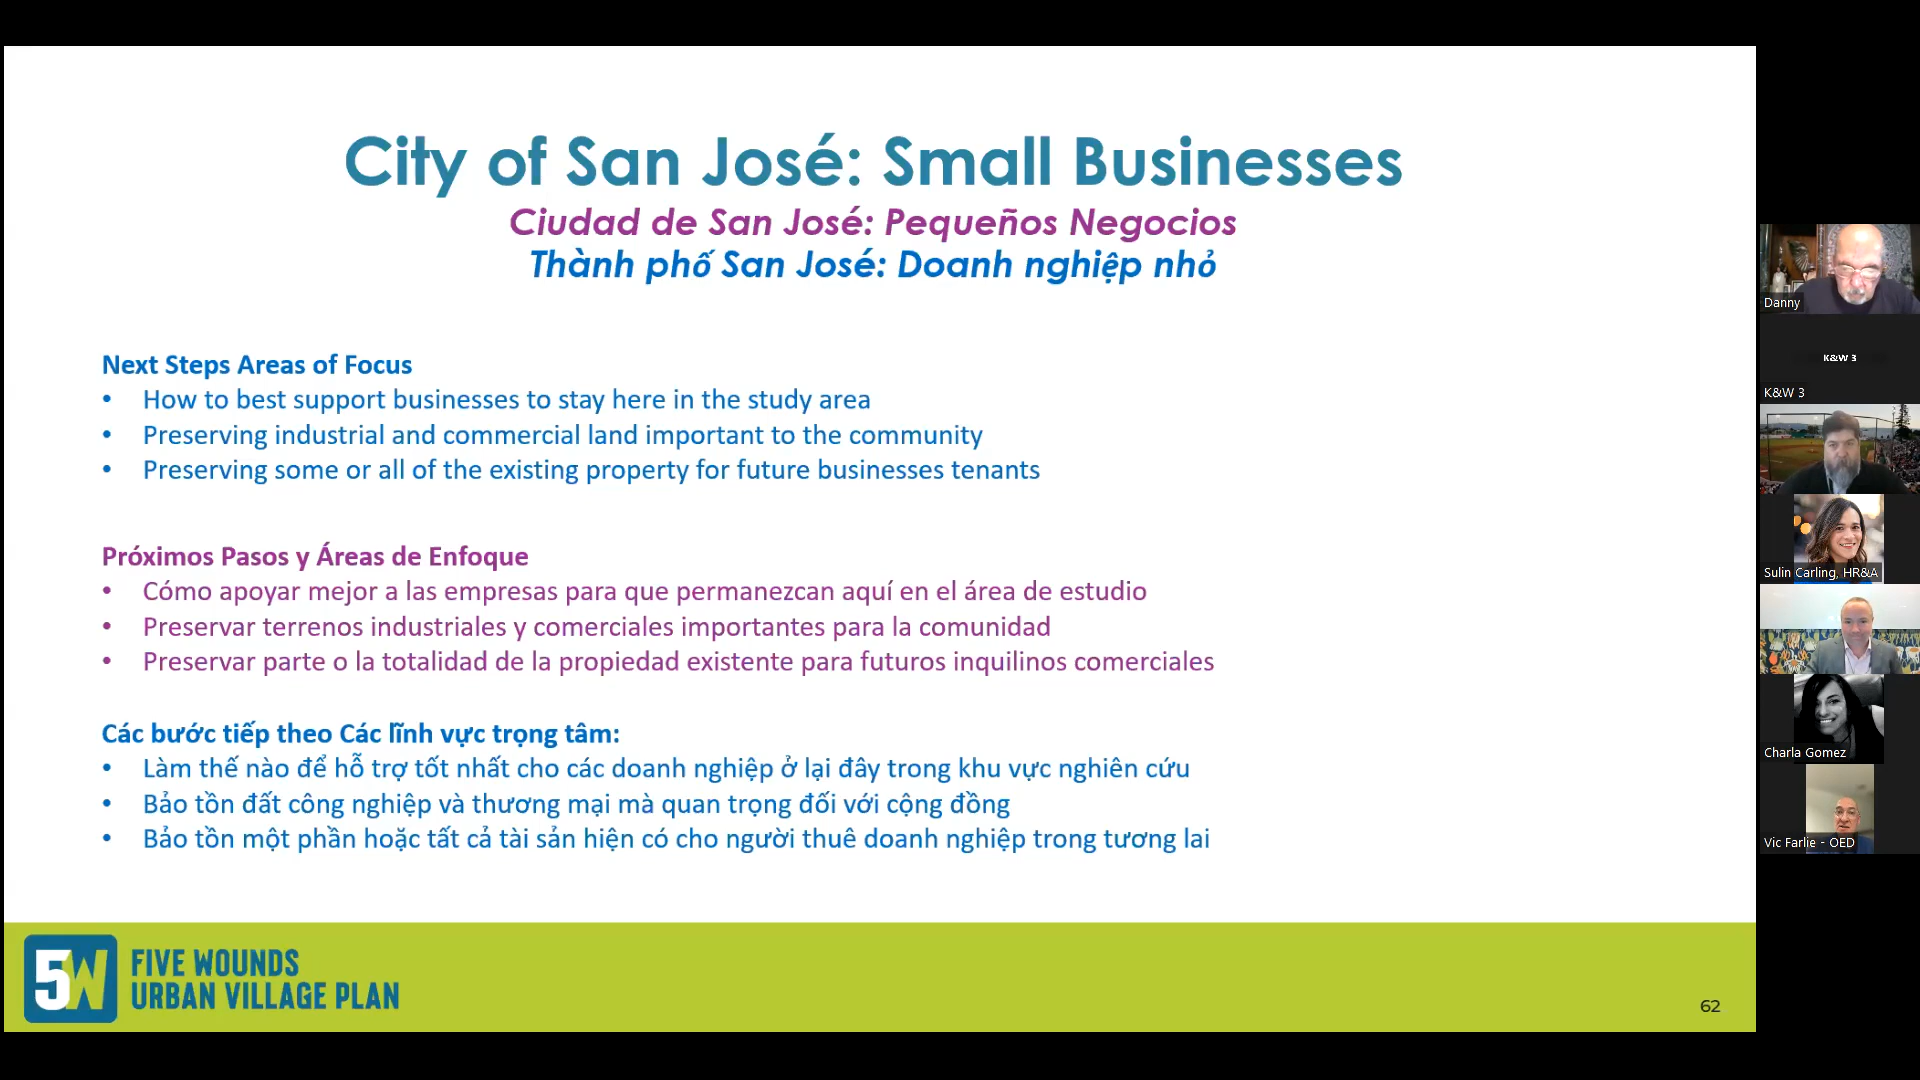 City of San José: Small Businesses
Ciudad de San José: Pequeños Negocios
Thành phố San José: Doanh nghiệp nhỏ
Next Steps Areas of Focus
• How to best support businesses to stay here in the study area
• Preserving industrial and commercial land important to the community
• Preserving some or all of the existing property for future businesses tenants
Próximos Pasos y Áreas de Enfoque
• Cómo apoyar mejor a las empresas para que permanezcan aquí en el área de estudio
• Preservar terrenos industriales y comerciales importantes para la comunidad
• Preservar parte o la totalidad de la propiedad existente para futuros inquilinos comerciales
Các bước tiếp theo Các lĩnh vực trọng tâm:
• Làm thế nào để hỗ trợ tốt nhất cho các doanh nghiệp ở lại đây trong khu vực nghiên cứu
• Bảo tồn đất công nghiệp và thương mại mà quan trọng đối với cộng đồng
• Bảo tồn một phần hoặc tất cả tài sản hiện có cho người thuê doanh nghiệp trong tương lai
5W
FIVE WOUNDS
URBAN VILLAGE PLAN
62
Danny
K&W 3
K&W 3
Sulin Carling, HR&A
Charla Gomez
Vic Farlie - OED